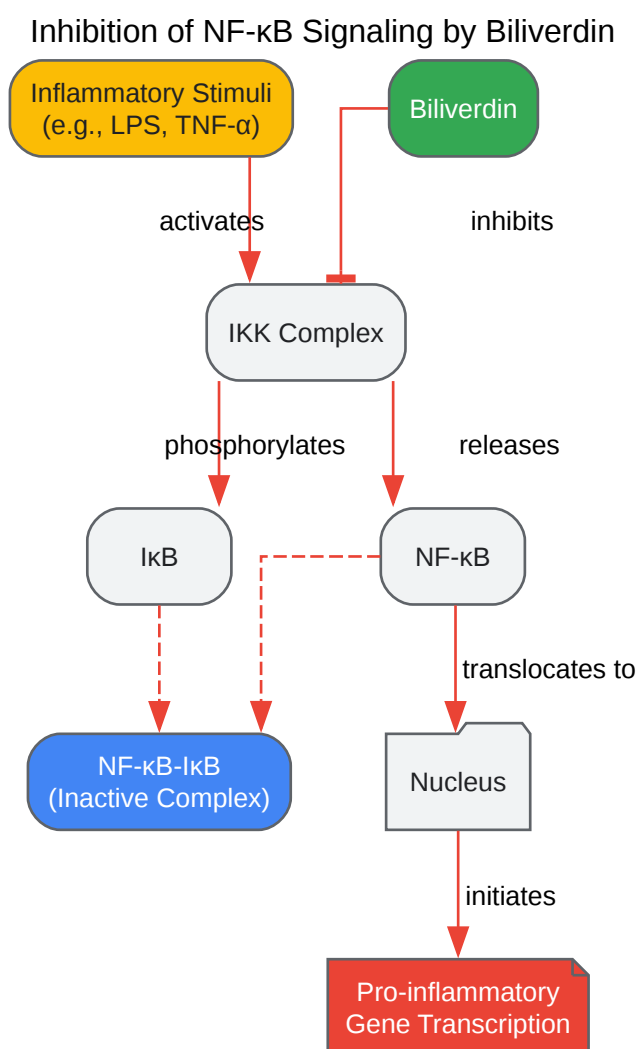 Inhibition of NF-κB Signaling by Biliverdin
Inflammatory Stimuli
(e.g., LPS, TNF-α)
Biliverdin
activates
inhibits
IKK Complex
phosphorylates
releases
IκB
NF-κB
translocates to
NF-κB-IκB
(Inactive Complex)
Nucleus
initiates
Pro-inflammatory
Gene Transcription